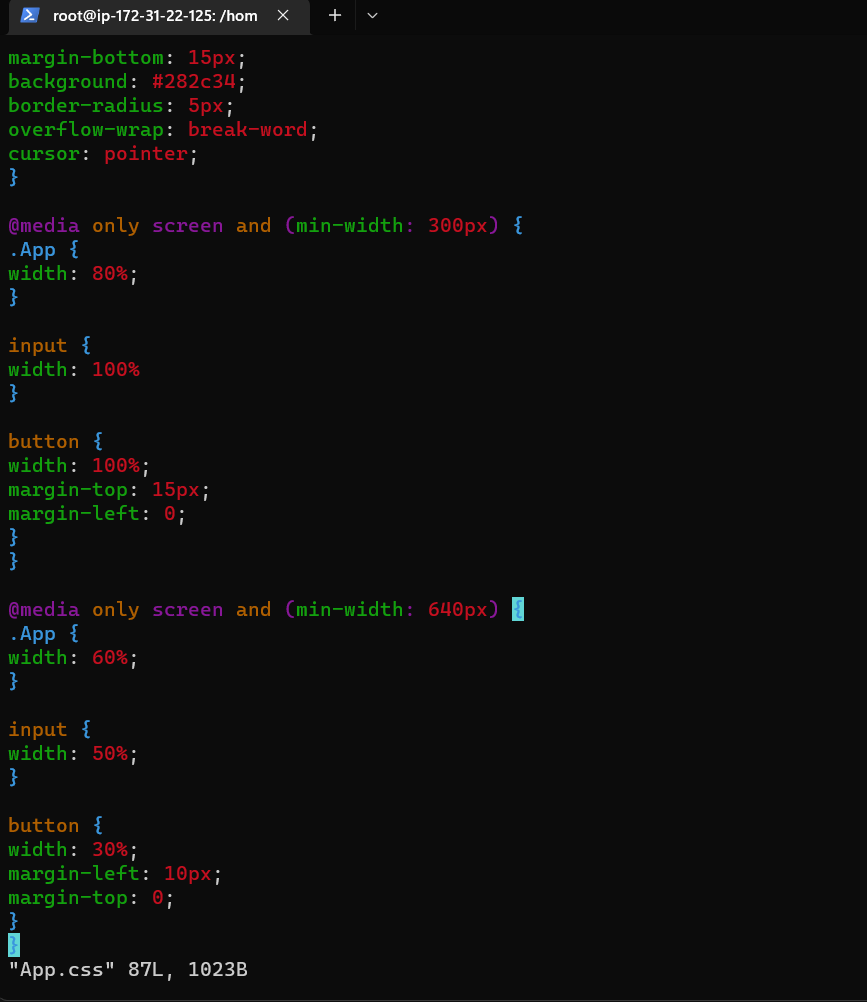 root@ip-172-31-22-125: /hom
margin-bottom: 15px;
background: #282c34;
border-radius: 5px;
overflow-wrap: break-word;
cursor: pointer;
}
@media only screen and (min-width: 300px) {
.App {
width: 80%;
}
input {
width: 100%
}
button {
width: 100%;
margin-top: 15px;
margin-left: 0;
}
}
@media only screen and (min-width: 640px) {
.App {
width: 60%;
}
input {
width: 50%;
}
button {
width: 30%;
margin-left: 10px;
margin-top: 0;
}
}
"App.css" 87L, 1023B